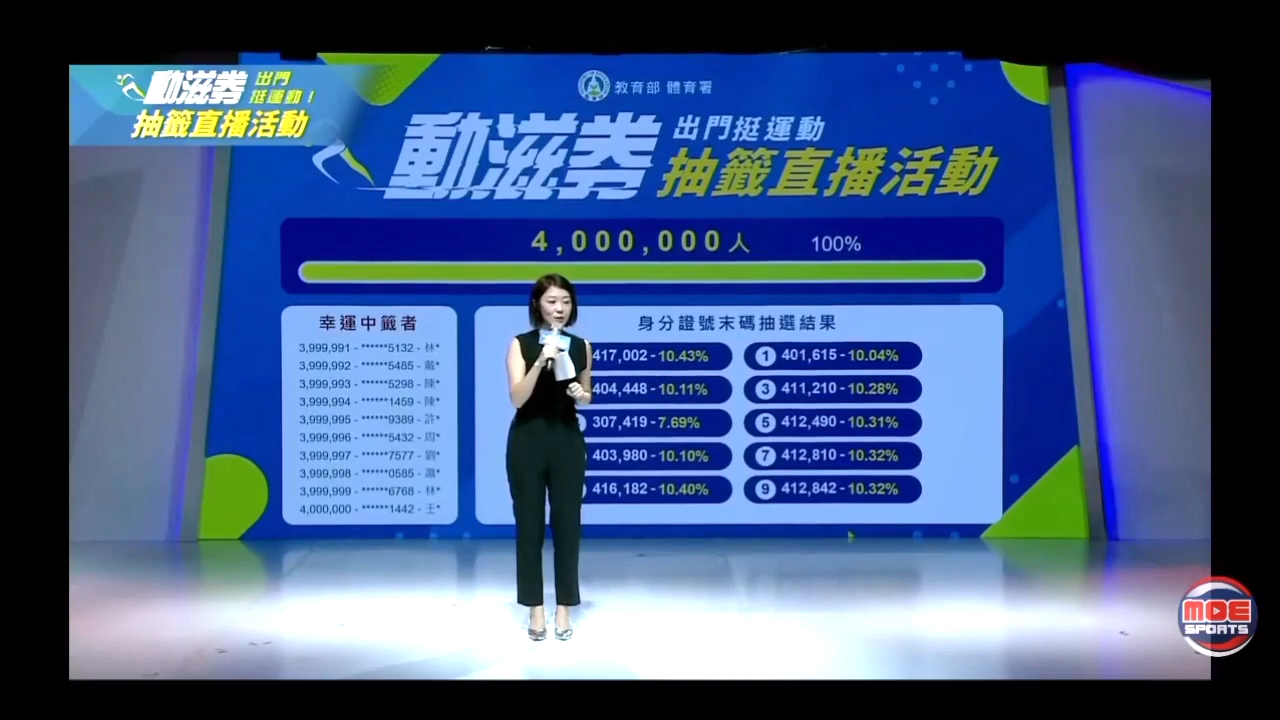 動滋券 出門
挺運動！
抽籤直播活動
教育部 體育署
動滋券 出門挺運動
抽籤直播活動
4,000,000人 100%
幸運中籤者
3,999,991 - ******5132 - 林*
3,999,992 - ******5485 - 戴*
3,999,993 - ******5298 - 陳*
3,999,994 - ******1459 - 陳*
3,999,995 - ******9389 - 許*
3,999,996 - ******5432 - 周*
3,999,997 - ******7577 - 劉*
3,999,998 - ******0585 - 蕭*
3,999,999 - ******6768 - 林*
4,000,000 - ******1442 - 王*
身分證號末碼抽選結果
417,002 - 10.43% 1 401,615 - 10.04%
404,448 - 10.11% 3 411,210 - 10.28%
307,419 - 7.69% 5 412,490 - 10.31%
403,980 - 10.10% 7 412,810 - 10.32%
416,182 - 10.40% 9 412,842 - 10.32%
MOE
SPORTS